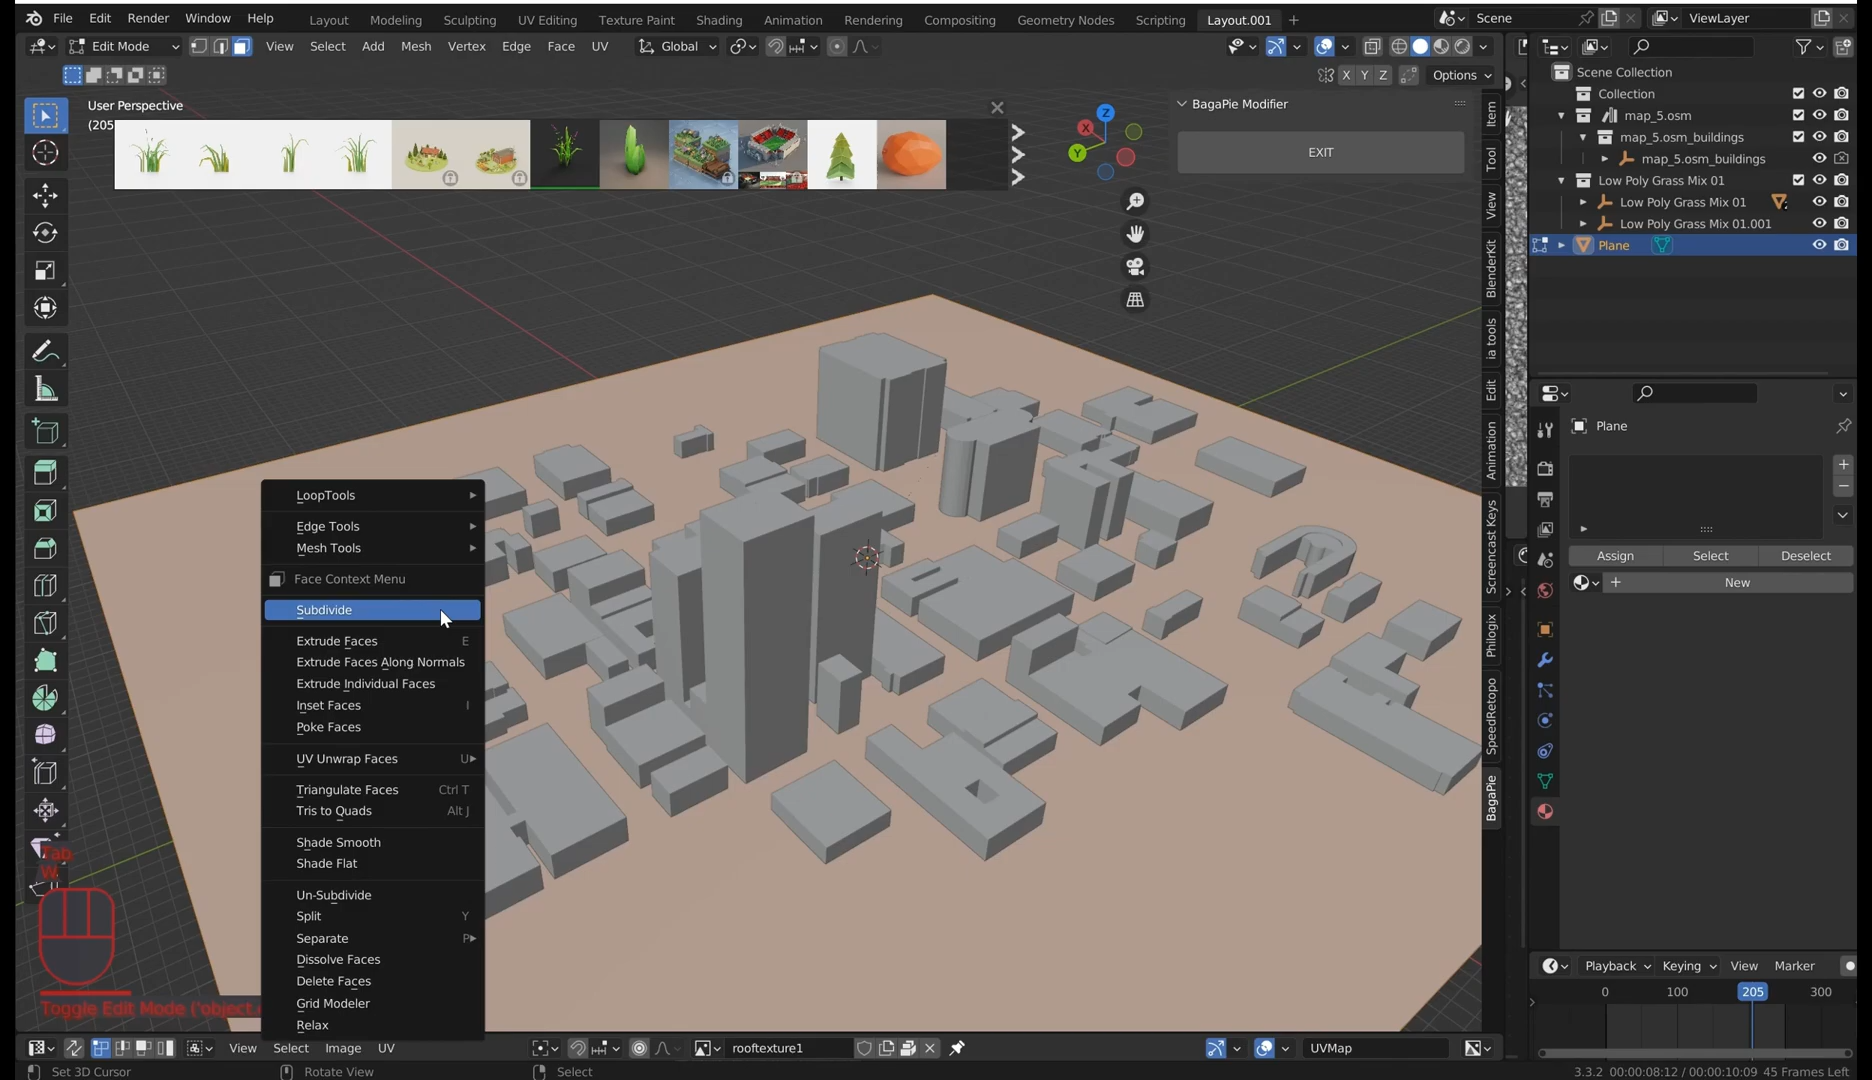 File Edit Render Window Help Layout Modeling Sculpting UV Editing Texture Paint Shading Animation Rendering Compositing Geometry Nodes Scripting Layout.001 + Scene ViewLayer
Edit Mode View Select Add Mesh Vertex Edge Face UV Global
X Y Z Options
User Perspective
(205
BagaPie Modifier
EXIT
Z
X
Y
Item
Tool
View
BlenderKit
ia tools
Edit
Animation
Screencast Keys
Philogix
SpeedRetopo
BagaPie
Scene Collection
Collection
map_5.osm
map_5.osm_buildings
map_5.osm_buildings
Low Poly Grass Mix 01
Low Poly Grass Mix 01
Low Poly Grass Mix 01.001
Plane
Plane
Assign Select Deselect
New
LoopTools
Edge Tools
Mesh Tools
Face Context Menu
Subdivide
Extrude Faces E
Extrude Faces Along Normals
Extrude Individual Faces
Inset Faces I
Poke Faces
UV Unwrap Faces U
Triangulate Faces Ctrl T
Tris to Quads Alt J
Shade Smooth
Shade Flat
Un-Subdivide
Split Y
Separate P
Dissolve Faces
Delete Faces
Grid Modeler
Relax
Tab
W
Toggle Edit Mode ('object.
Playback Keying View Marker
0 100 205 300
View Select Image UV rooftexture1 UVMap
Set 3D Cursor Rotate View Select 3.3.2 00:00:08:12 / 00:00:10:09 45 Frames Left